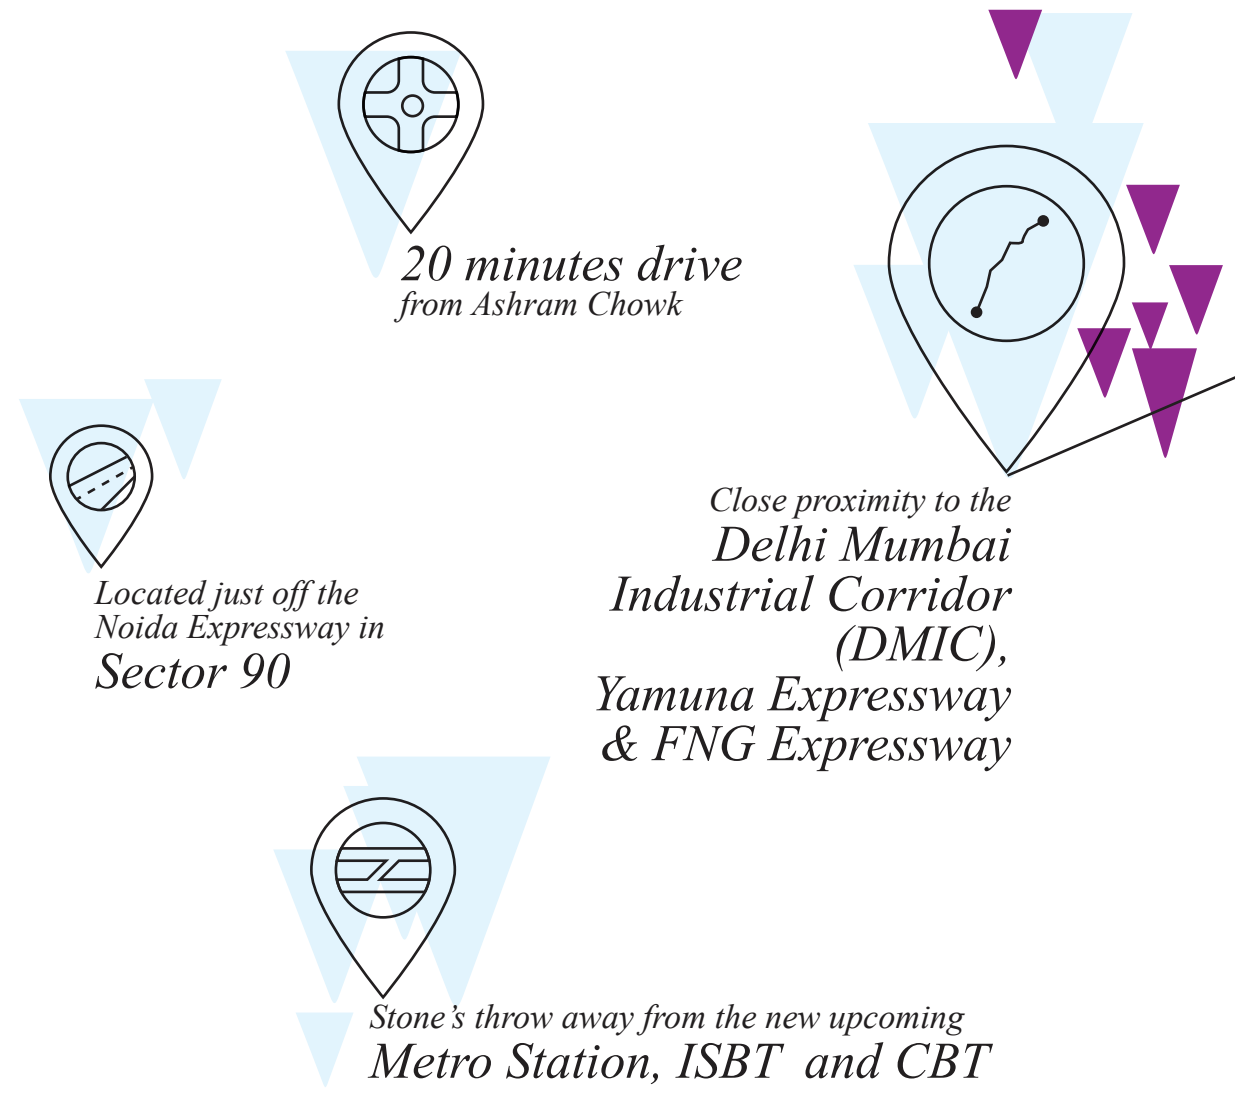 20 minutes drive
from Ashram Chowk
Close proximity to the
Delhi Mumbai
Industrial Corridor
(DMIC),
Yamuna Expressway
& FNG Expressway
Located just off the
Noida Expressway in
Sector 90
Stone’s throw away from the new upcoming
Metro Station, ISBT and CBT